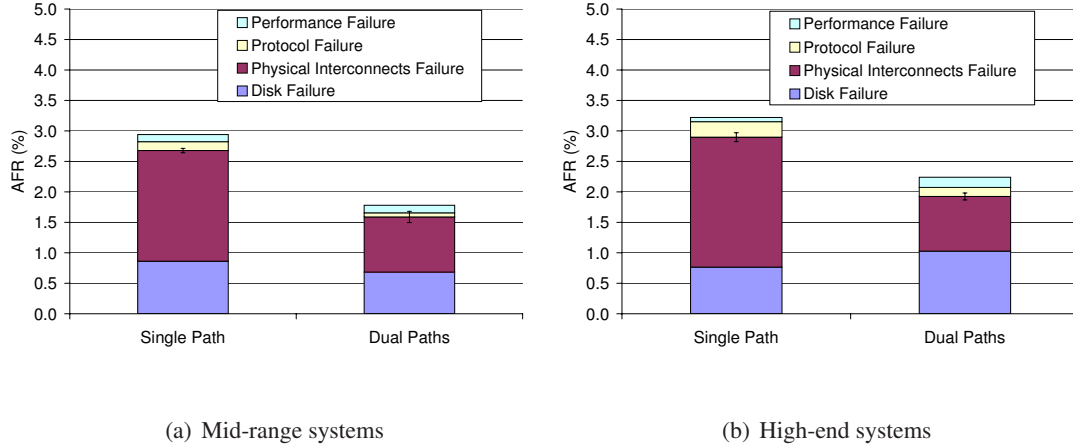 5.0
4.5
4.0
3.5
3.0
2.5
2.0
1.5
1.0
0.5
0.0
AFR (%)
Performance Failure
Protocol Failure
Physical Interconnects Failure
Disk Failure
Single Path
Dual Paths
(a) Mid-range systems
5.0
4.5
4.0
3.5
3.0
2.5
2.0
1.5
1.0
0.5
0.0
AFR (%)
Performance Failure
Protocol Failure
Physical Interconnects Failure
Disk Failure
Single Path
Dual Paths
(b) High-end systems